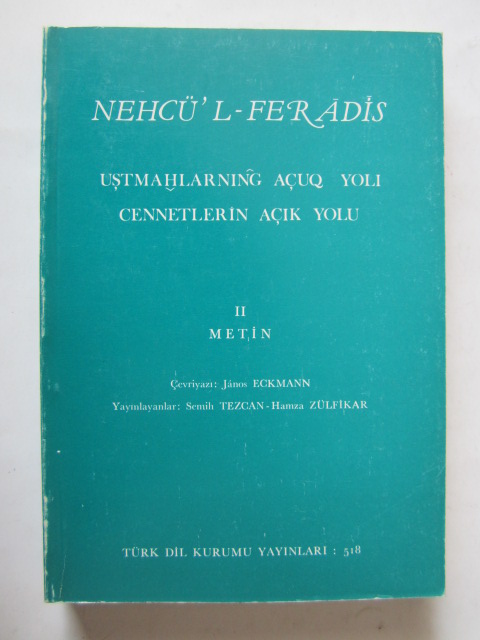 NEHCÜ'L-FERĀDĪS
UŞTMAḪLARNING̑ AÇUQ YOLI
CENNETLERİN AÇIK YOLU
II
METİN
Çevriyazı: János ECKMANN
Yayınlayanlar: Semih TEZCAN-Hamza ZÜLFİKAR
TÜRK DİL KURUMU YAYINLARI : 518